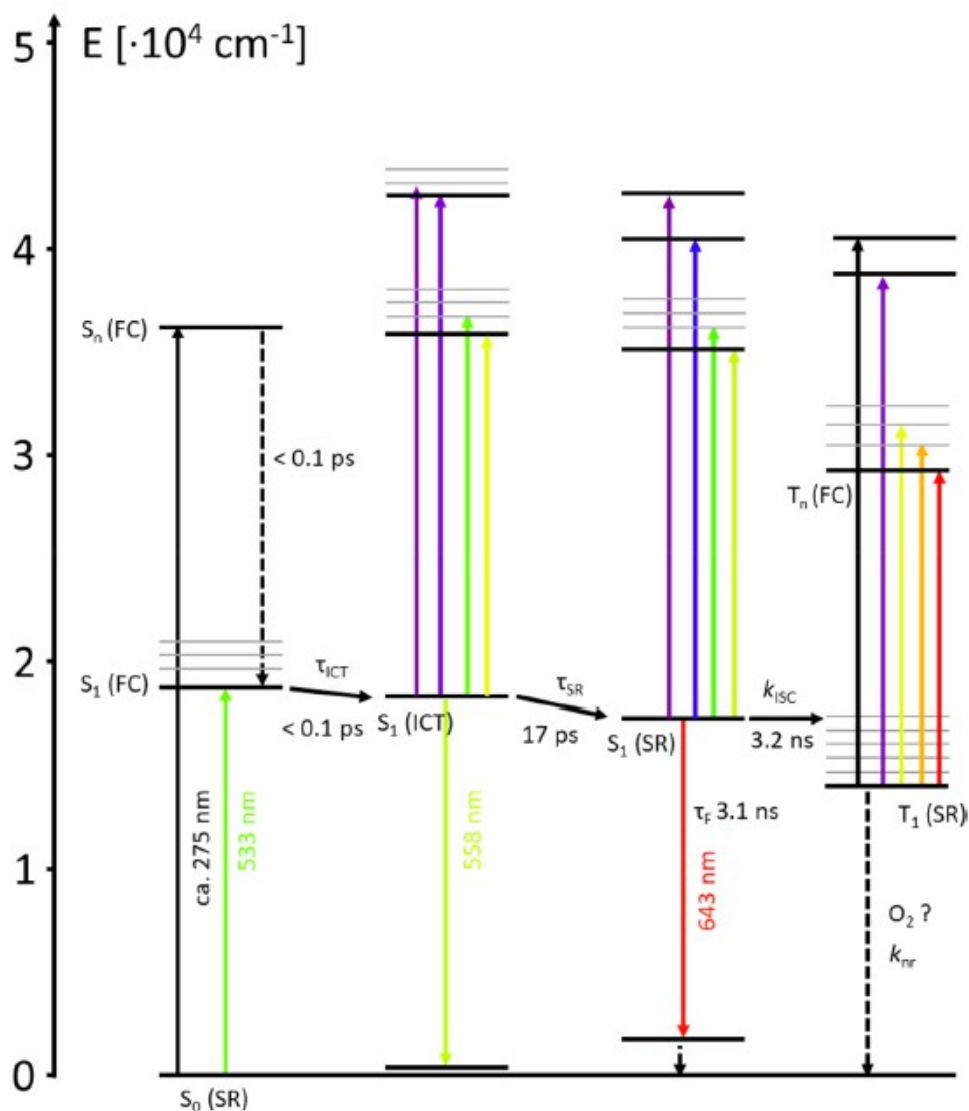 E [·10⁴ cm⁻¹]
5
4
3
2
1
0
Sₙ (FC)
< 0.1 ps
S₁ (FC)
τ_ICT
< 0.1 ps
S₁ (ICT)
τ_SR
17 ps
S₁ (SR)
k_ISC
3.2 ns
Tₙ (FC)
T₁ (SR)
ca. 275 nm
533 nm
558 nm
643 nm
τ_F 3.1 ns
O₂ ?
k_nr
S₀ (SR)